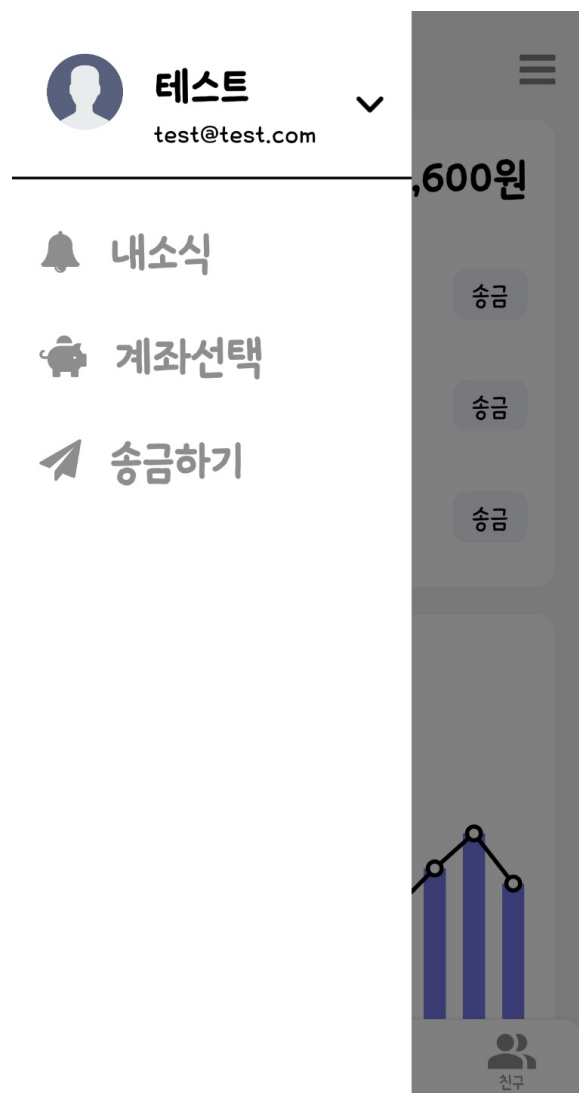 테스트
test@test.com
,600원
내소식
송금
계좌선택
송금
송금하기
송금
친구